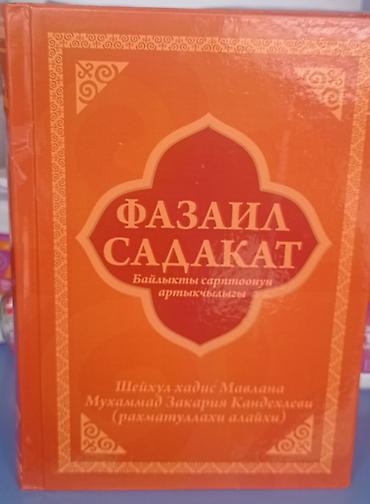 ФАЗАИЛ
САДАКАТ
Байлыкты сарптоонун
артыкчылыгы
Шейхул хадис Мавлана
Мухаммад Закария Кандехлеви
(рахматуллахи алайхи)